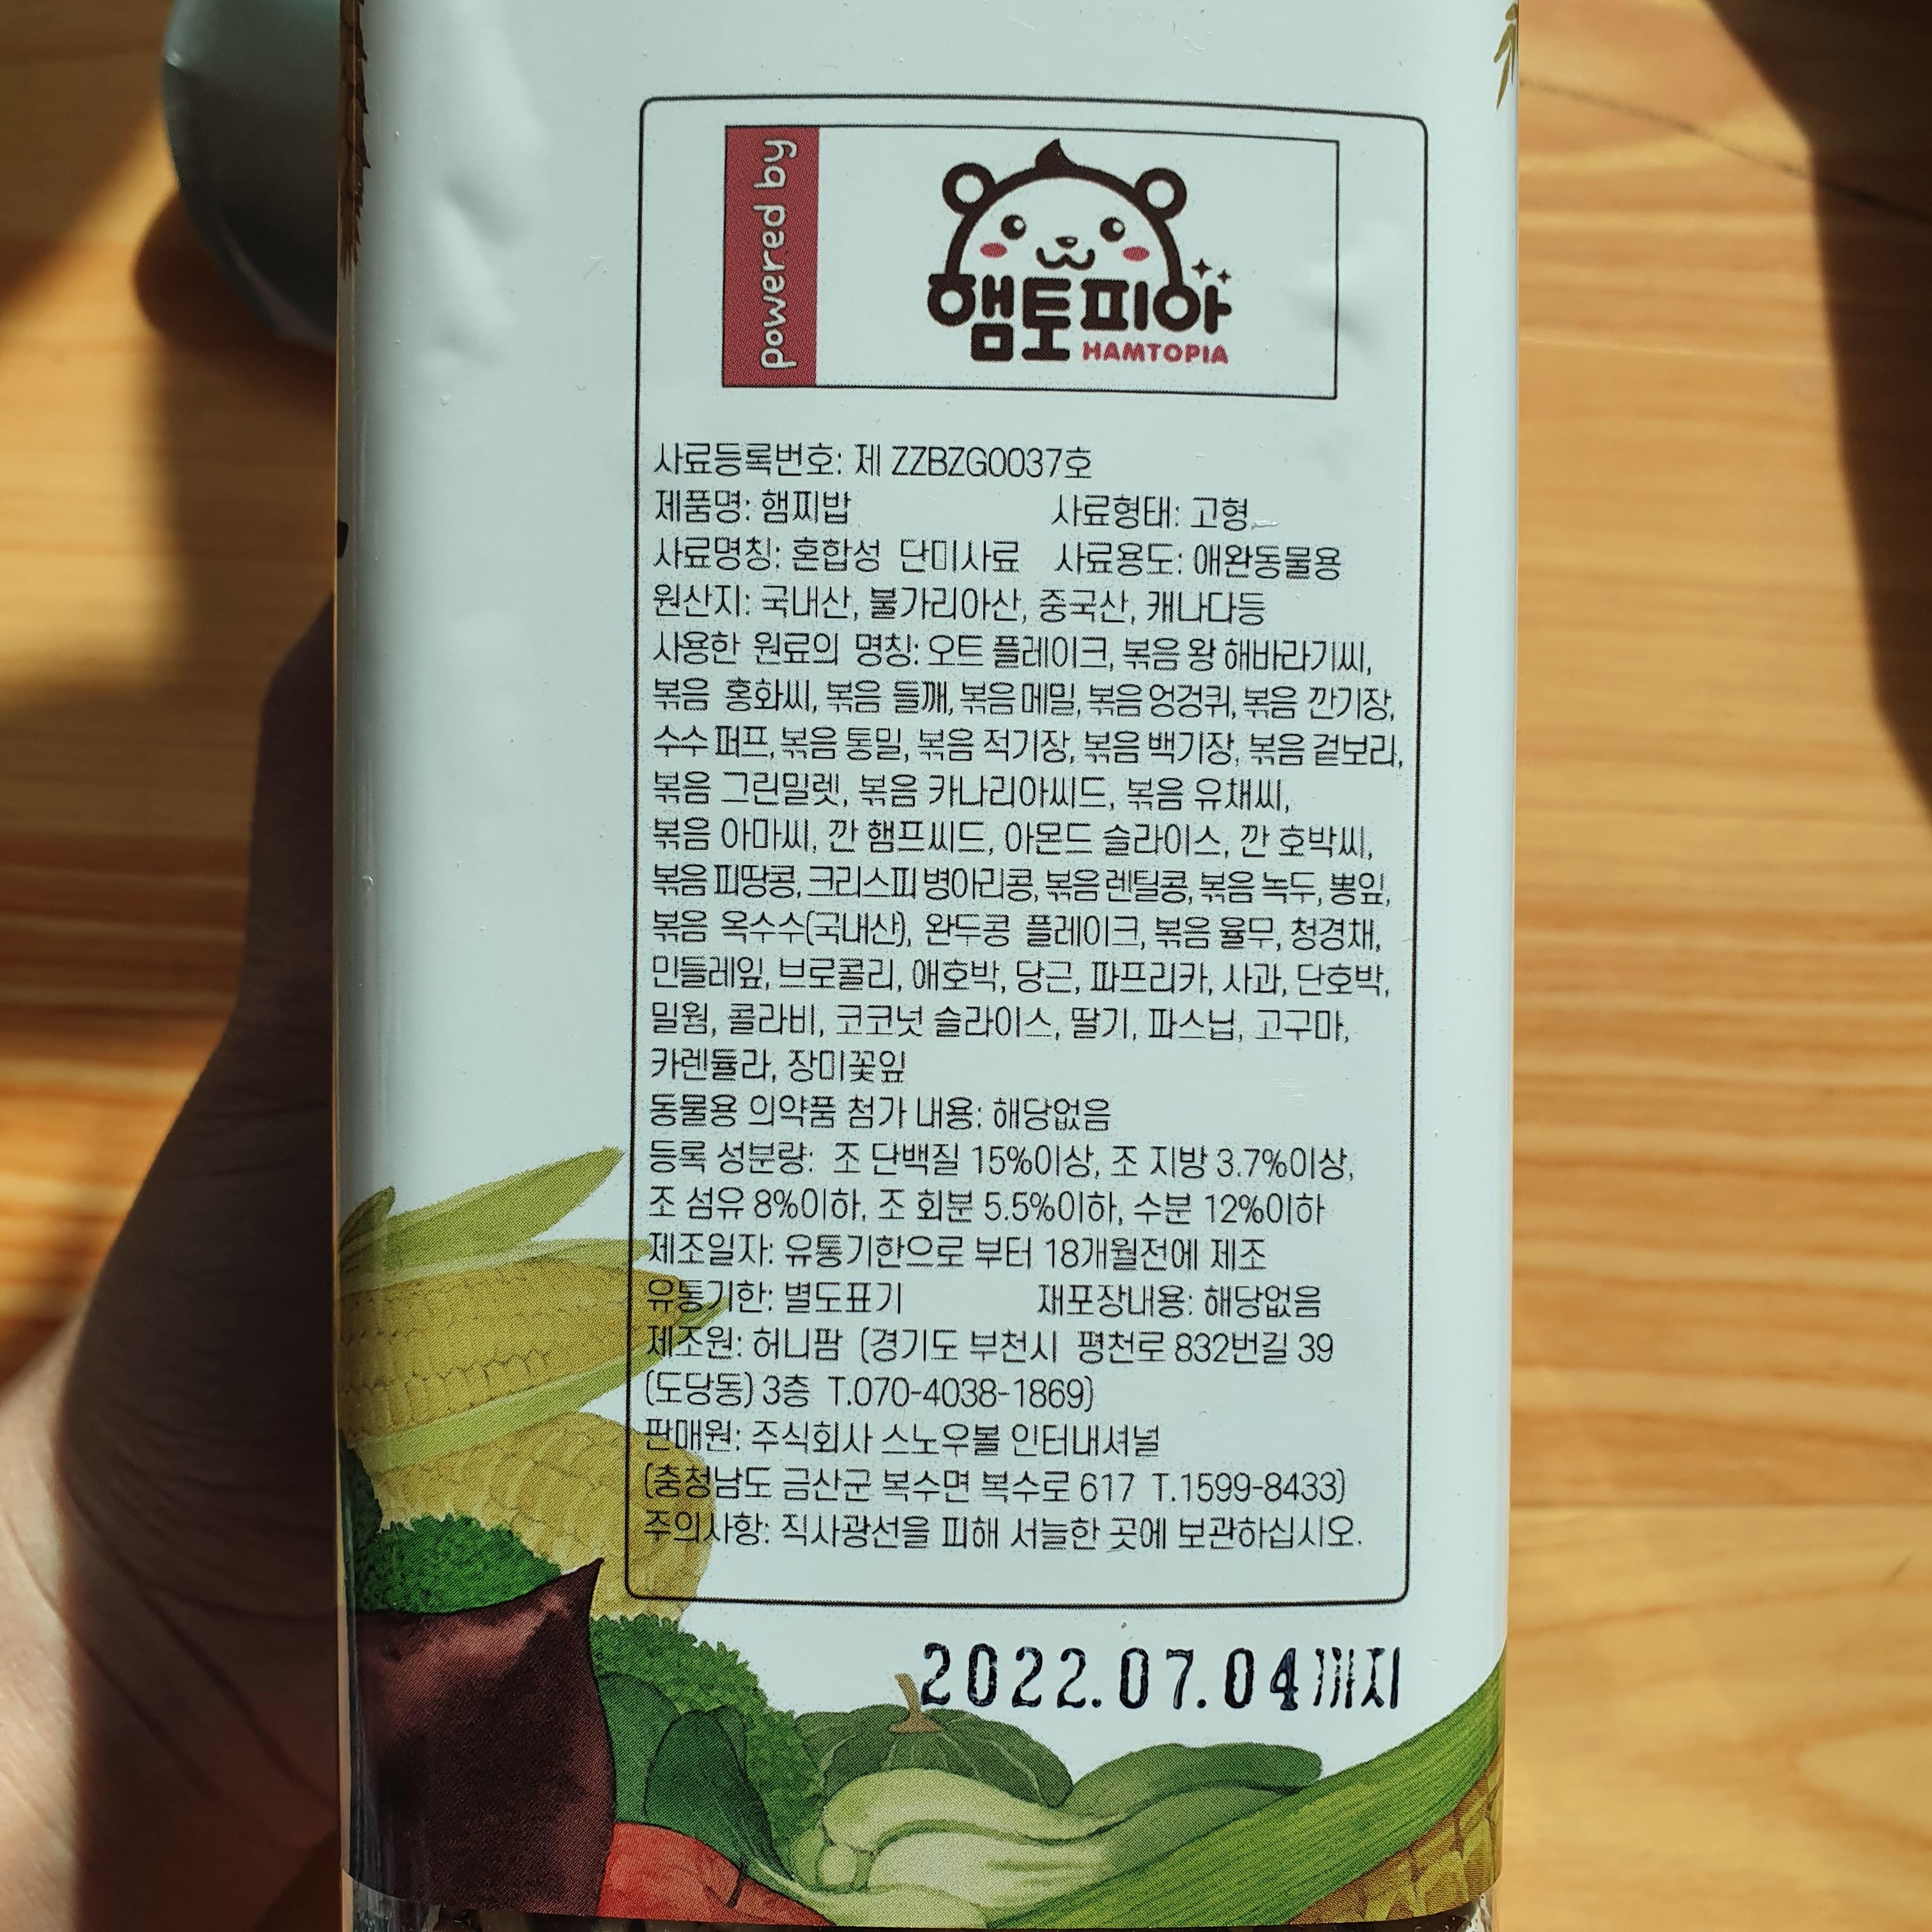 powered by
햄토피아
HAMTOPIA
사료등록번호: 제 ZZBZG0037호
제품명: 햄찌밥 사료형태: 고형
사료명칭: 혼합성 단미사료 사료용도: 애완동물용
원산지: 국내산, 불가리아산, 중국산, 캐나다등
사용한 원료의 명칭: 오트 플레이크, 볶음 왕 해바라기씨,
볶음 홍화씨, 볶음 들깨, 볶음 메밀, 볶음 엉겅퀴, 볶음 깐기장,
수수 퍼프, 볶음 통밀, 볶음 적기장, 볶음 백기장, 볶음 겉보리,
볶음 그린밀렛, 볶음 카나리아씨드, 볶음 유채씨,
볶음 아마씨, 깐 햄프씨드, 아몬드 슬라이스, 깐 호박씨,
볶음 피땅콩, 크리스피 병아리콩, 볶음 렌틸콩, 볶음 녹두, 뽕잎,
볶음 옥수수(국내산), 완두콩 플레이크, 볶음 율무, 청경채,
민들레잎, 브로콜리, 애호박, 당근, 파프리카, 사과, 단호박,
밀웜, 콜라비, 코코넛 슬라이스, 딸기, 파스닙, 고구마,
카렌듈라, 장미꽃잎
동물용 의약품 첨가 내용: 해당없음
등록 성분량: 조 단백질 15%이상, 조 지방 3.7%이상,
조 섬유 8%이하, 조 회분 5.5%이하, 수분 12%이하
제조일자: 유통기한으로 부터 18개월전에 제조
유통기한: 별도표기 재포장내용: 해당없음
제조원: 허니팜 (경기도 부천시 평천로 832번길 39
(도당동) 3층 T.070-4038-1869)
판매원: 주식회사 스노우볼 인터내셔널
(충청남도 금산군 복수면 복수로 617 T.1599-8433)
주의사항: 직사광선을 피해 서늘한 곳에 보관하십시오.
2022.07.04까지